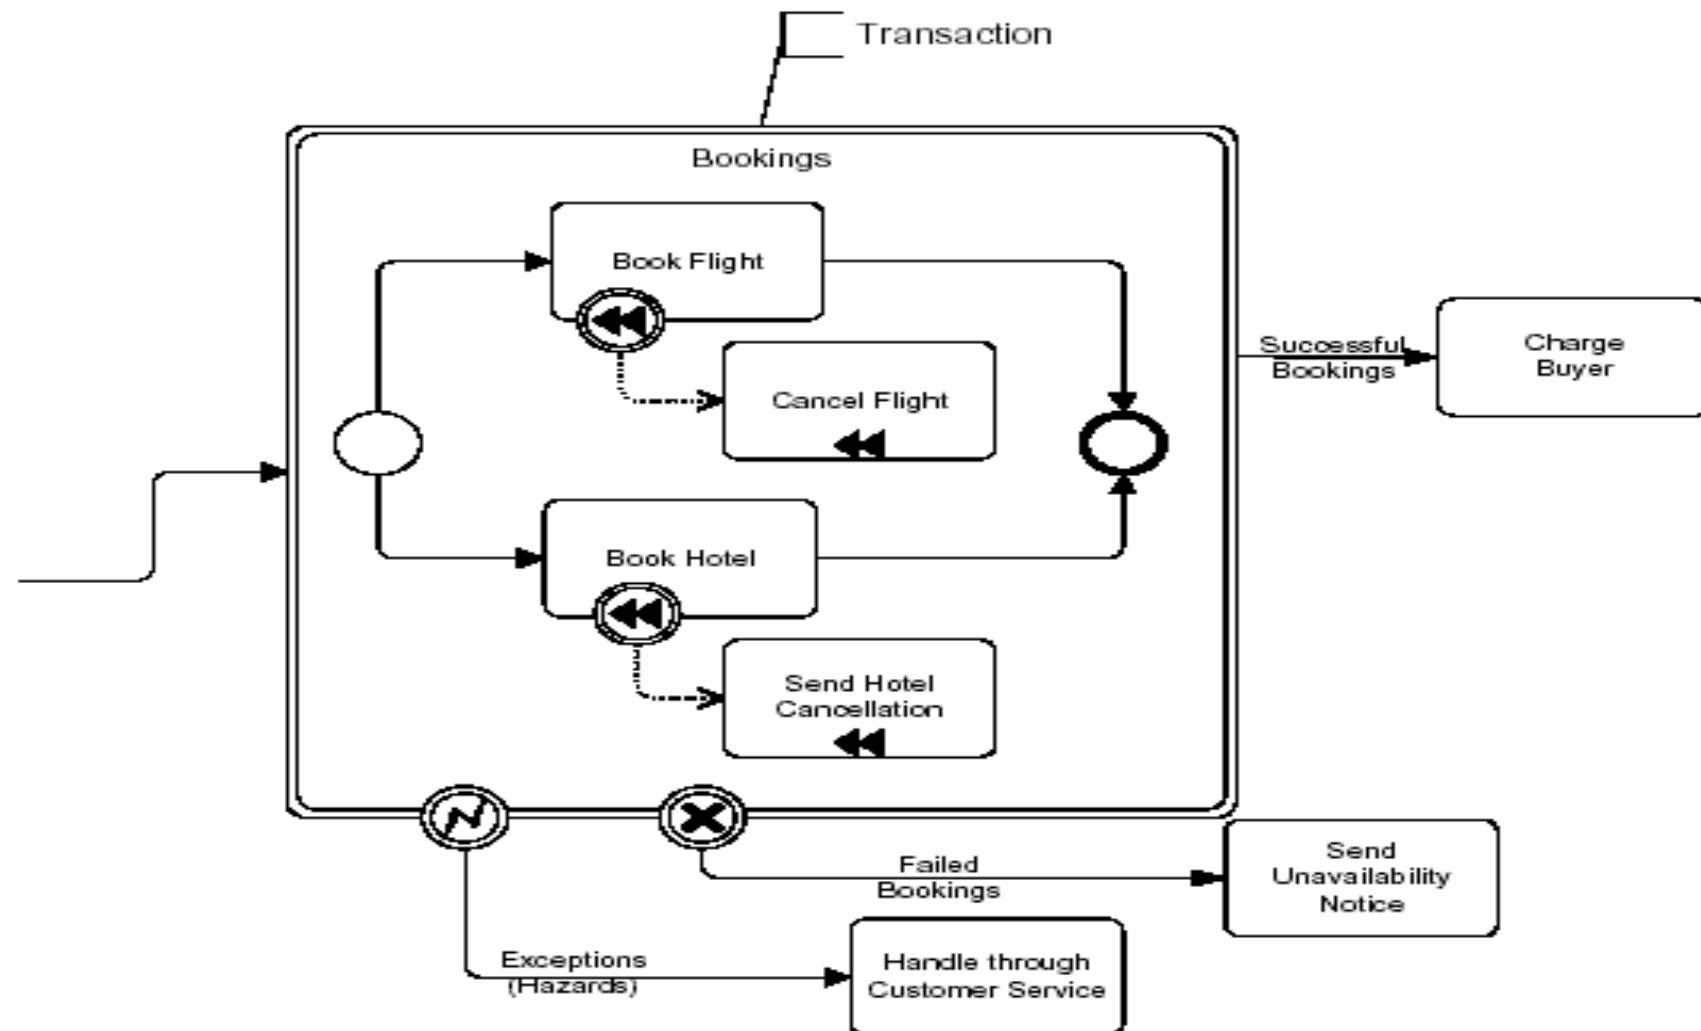 Transaction
Bookings
Book Flight
Cancel Flight
Successful
Bookings
Charge
Buyer
Book Hotel
Send Hotel
Cancellation
Failed
Bookings
Send
Unavailability
Notice
Exceptions
(Hazards)
Handle through
Customer Service